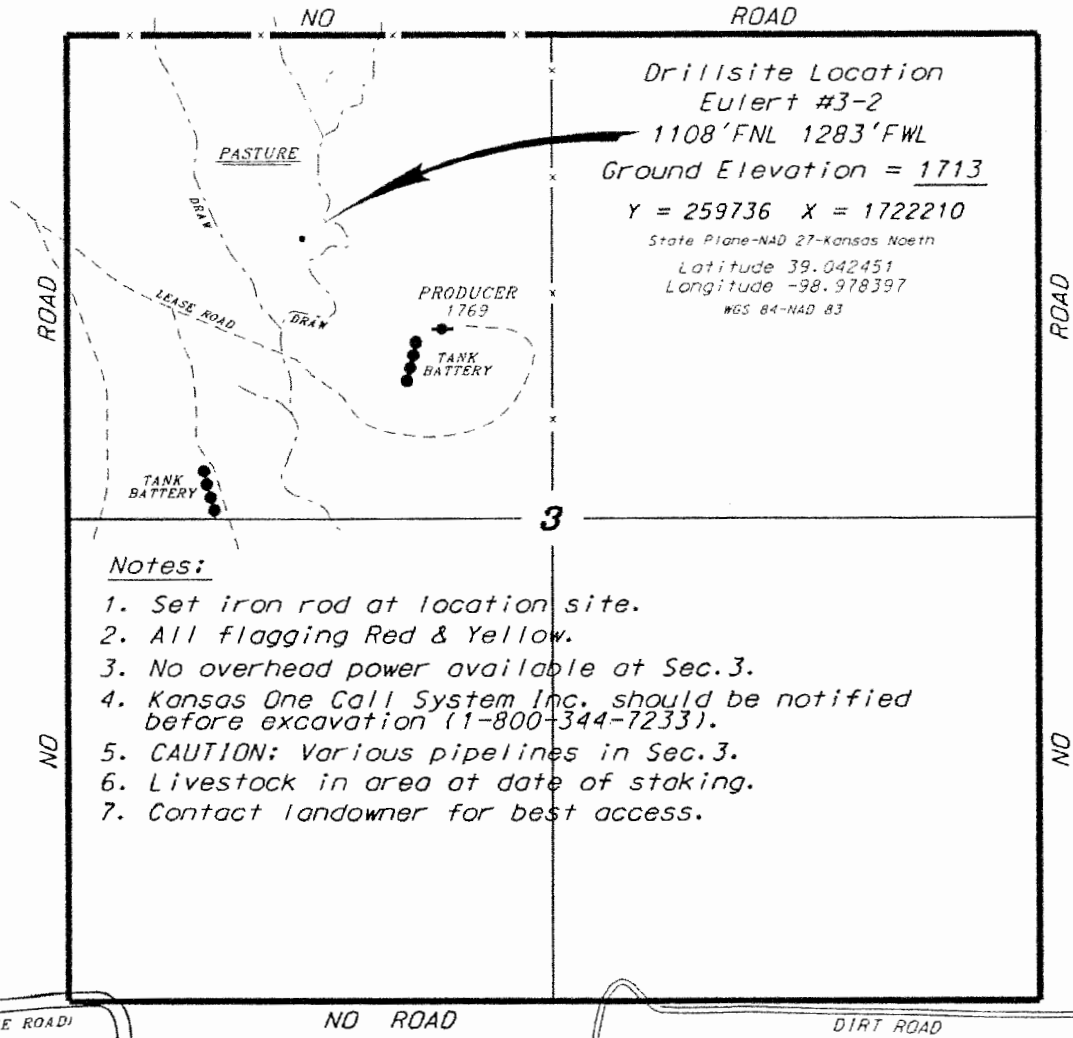 NO ROAD
Drillsite Location
Eulert #3-2
1108'FNL 1283'FWL
Ground Elevation = 1713
Y = 259736 X = 1722210
State Plane-NAD 27-Kansas Noeth
Latitude 39.042451
Longitude -98.978397
WGS 84-NAD 83
PASTURE
DRAW
LEASE ROAD
DRAW
PRODUCER
1769
TANK
BATTERY
TANK
BATTERY
ROAD
ROAD
3
Notes:
1. Set iron rod at location site.
2. All flagging Red & Yellow.
3. No overhead power available at Sec.3.
4. Kansas One Call System Inc. should be notified
before excavation (1-800-344-7233).
5. CAUTION: Various pipelines in Sec.3.
6. Livestock in area at date of staking.
7. Contact landowner for best access.
NO
NO
E ROAD)
NO ROAD
DIRT ROAD